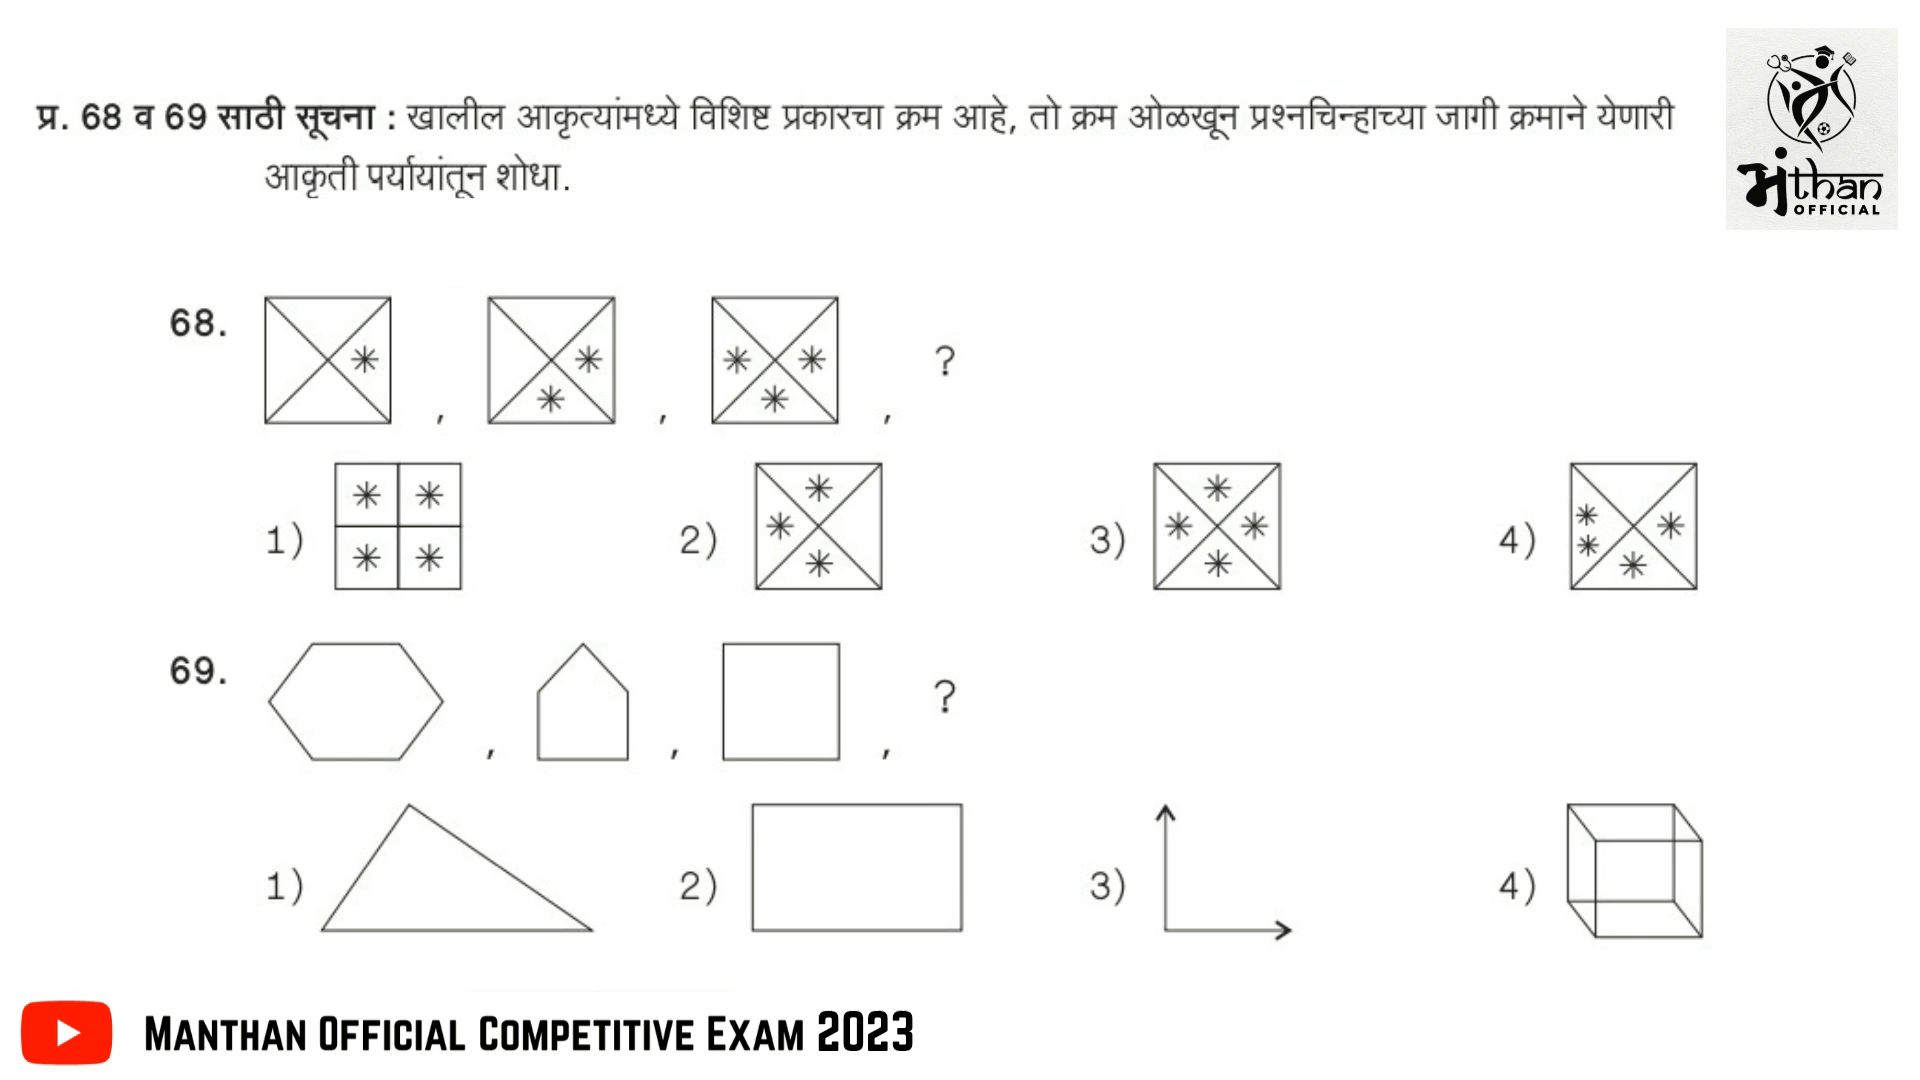 प्र. 68 व 69 साठी सूचना : खालील आकृत्यांमध्ये विशिष्ट प्रकारचा क्रम आहे, तो क्रम ओळखून प्रश्नचिन्हाच्या जागी क्रमाने येणारी
आकृती पर्यायांतून शोधा.
मंthan
OFFICIAL
68. , , , ?
1) 2) 3) 4)
69. , , , ?
1) 2) 3) 4)
MANTHAN OFFICIAL COMPETITIVE EXAM 2023